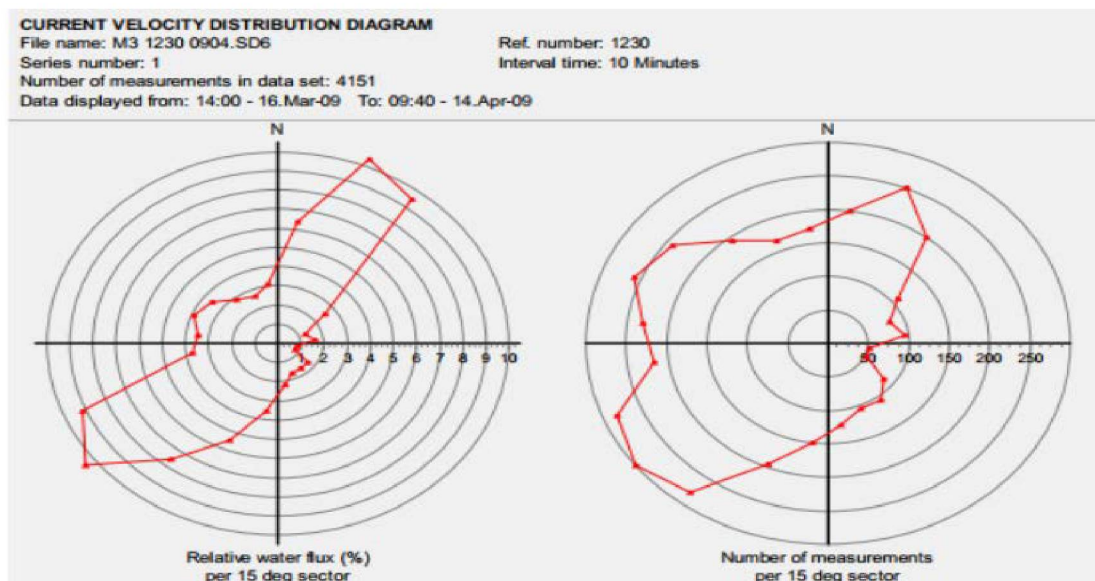 CURRENT VELOCITY DISTRIBUTION DIAGRAM
File name: M3 1230 0904.SD6 Ref. number: 1230
Series number: 1 Interval time: 10 Minutes
Number of measurements in data set: 4151
Data displayed from: 14:00 - 16.Mar-09 To: 09:40 - 14.Apr-09
N N
1 2 3 4 5 6 7 8 9 10 50 100 150 200 250
Relative water flux (%) Number of measurements
per 15 deg sector per 15 deg sector